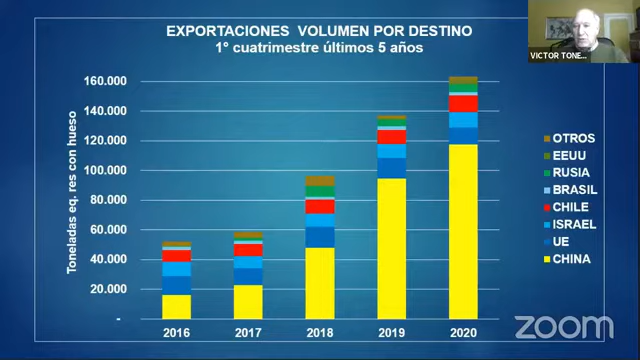 EXPORTACIONES VOLUMEN POR DESTINO
1º cuatrimestre últimos 5 años
VICTOR TONE...
Toneladas eq. res con hueso
160.000
140.000
120.000
100.000
80.000
60.000
40.000
20.000
-
2016 2017 2018 2019 2020
OTROS
EEUU
RUSIA
BRASIL
CHILE
ISRAEL
UE
CHINA
zoom